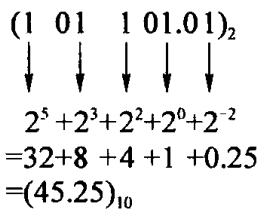 (1 01 1 01.01)₂
↓ ↓ ↓ ↓ ↓
2⁵+2³+2²+2⁰+2⁻²
=32+8+4+1+0.25
=(45.25)₁₀